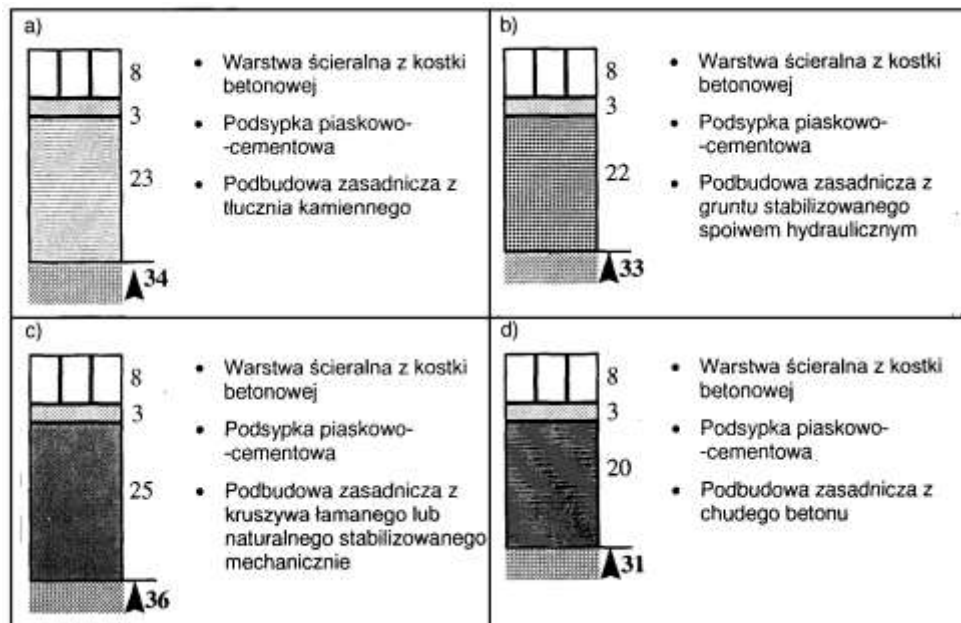 a)
8
3
23
34
• Warstwa ścieralna z kostki
betonowej
• Podsypka piaskowo-
-cementowa
• Podbudowa zasadnicza z
tłucznia kamiennego
b)
8
3
22
33
• Warstwa ścieralna z kostki
betonowej
• Podsypka piaskowo-
-cementowa
• Podbudowa zasadnicza z
gruntu stabilizowanego
spoiwem hydraulicznym
c)
8
3
25
36
• Warstwa ścieralna z kostki
betonowej
• Podsypka piaskowo-
-cementowa
• Podbudowa zasadnicza z
kruszywa łamanego lub
naturalnego stabilizowanego
mechanicznie
d)
8
3
20
31
• Warstwa ścieralna z kostki
betonowej
• Podsypka piaskowo-
-cementowa
• Podbudowa zasadnicza z
chudego betonu